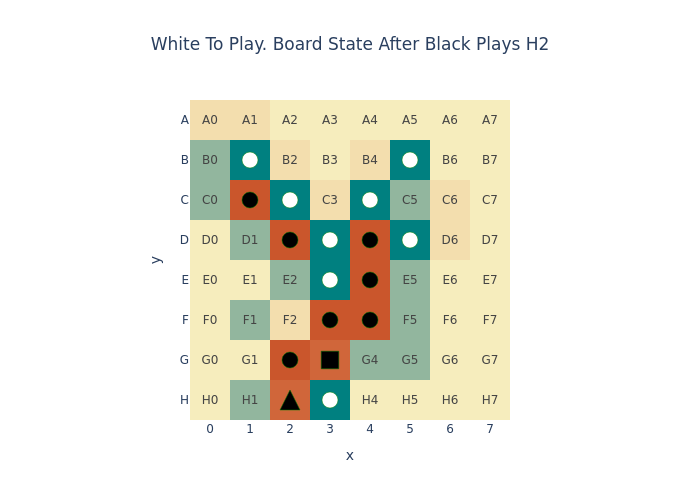 White To Play. Board State After Black Plays H2
A A0 A1 A2 A3 A4 A5 A6 A7
B B0 B2 B3 B4 B6 B7
C C0 C3 C5 C6 C7
D D0 D1 D6 D7
E E0 E1 E2 E5 E6 E7
F F0 F1 F2 F5 F6 F7
G G0 G1 G4 G5 G6 G7
H H0 H1 H4 H5 H6 H7
0 1 2 3 4 5 6 7
x
y